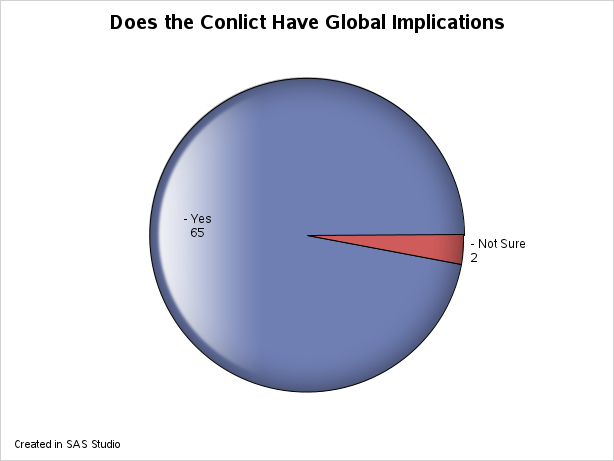 Does the Conlict Have Global Implications
- Yes
65
- Not Sure
2
Created in SAS Studio